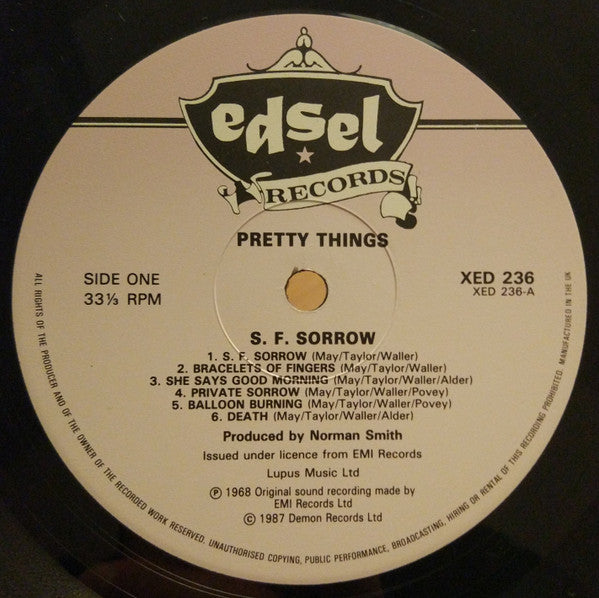 edsel
RECORDS
PRETTY THINGS
SIDE ONE
33⅓ RPM
XED 236
XED 236-A
S. F. SORROW
1. S. F. SORROW (May/Taylor/Waller)
2. BRACELETS OF FINGERS (May/Taylor/Waller)
3. SHE SAYS GOOD MORNING (May/Taylor/Waller/Alder)
4. PRIVATE SORROW (May/Taylor/Waller/Povey)
5. BALLOON BURNING (May/Taylor/Waller/Povey)
6. DEATH (May/Taylor/Waller/Alder)
Produced by Norman Smith
Issued under licence from EMI Records
Lupus Music Ltd
℗ 1968 Original sound recording made by
EMI Records Ltd
© 1987 Demon Records Ltd
ALL RIGHTS OF THE PRODUCER AND OF THE OWNER OF THE RECORDED WORK RESERVED. UNAUTHORISED COPYING, PUBLIC PERFORMANCE, BROADCASTING, HIRING OR RENTAL OF THIS RECORDING PROHIBITED. MANUFACTURED IN THE UK